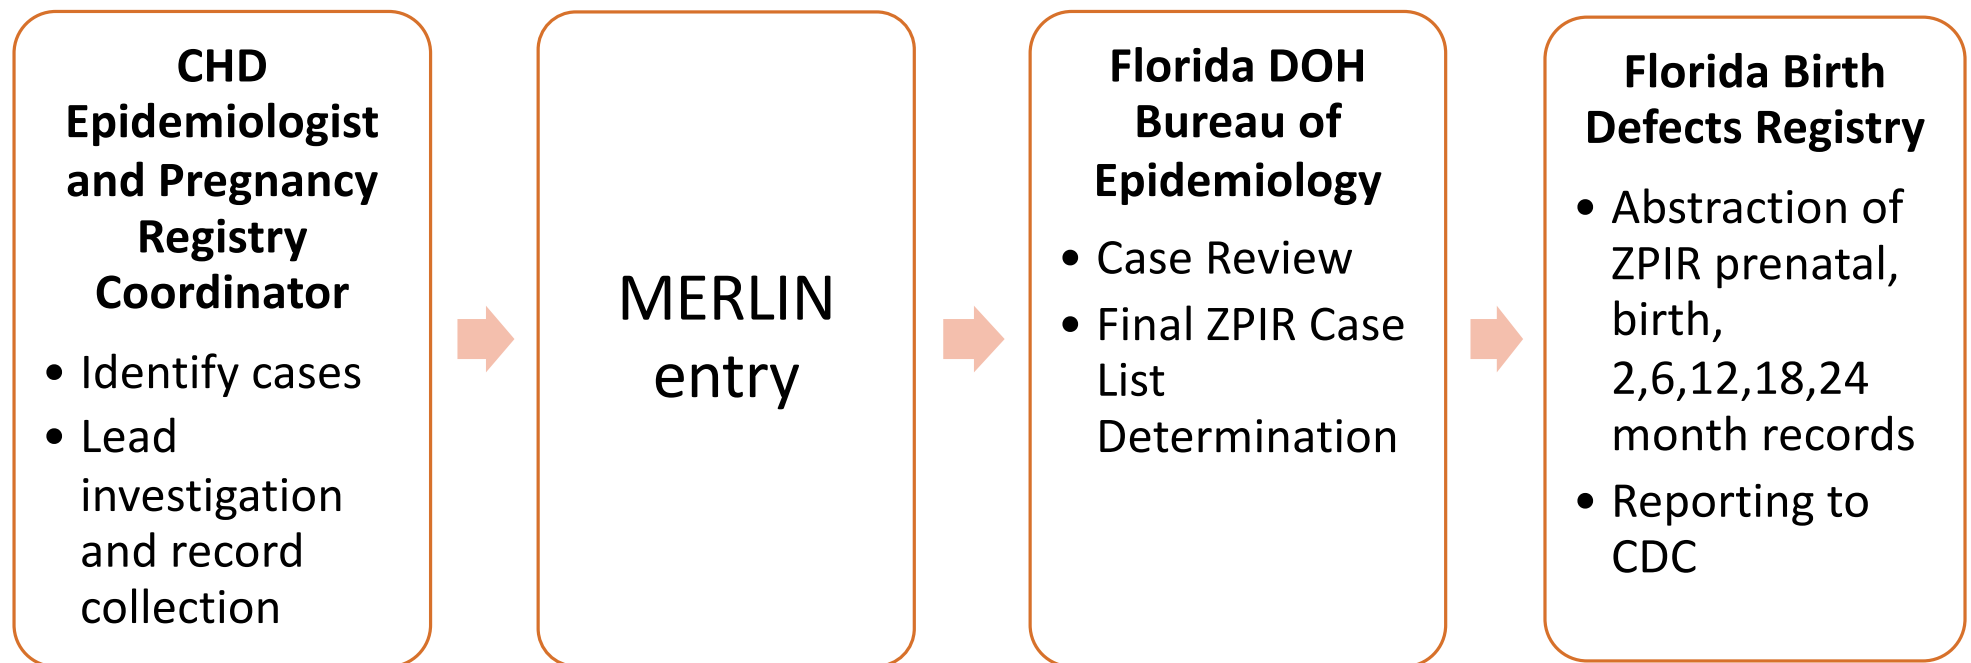 CHD
Epidemiologist
and Pregnancy
Registry
Coordinator
• Identify cases
• Lead
investigation
and record
collection
MERLIN
entry
Florida DOH
Bureau of
Epidemiology
• Case Review
• Final ZPIR Case
List
Determination
Florida Birth
Defects Registry
• Abstraction of
ZPIR prenatal,
birth,
2,6,12,18,24
month records
• Reporting to
CDC